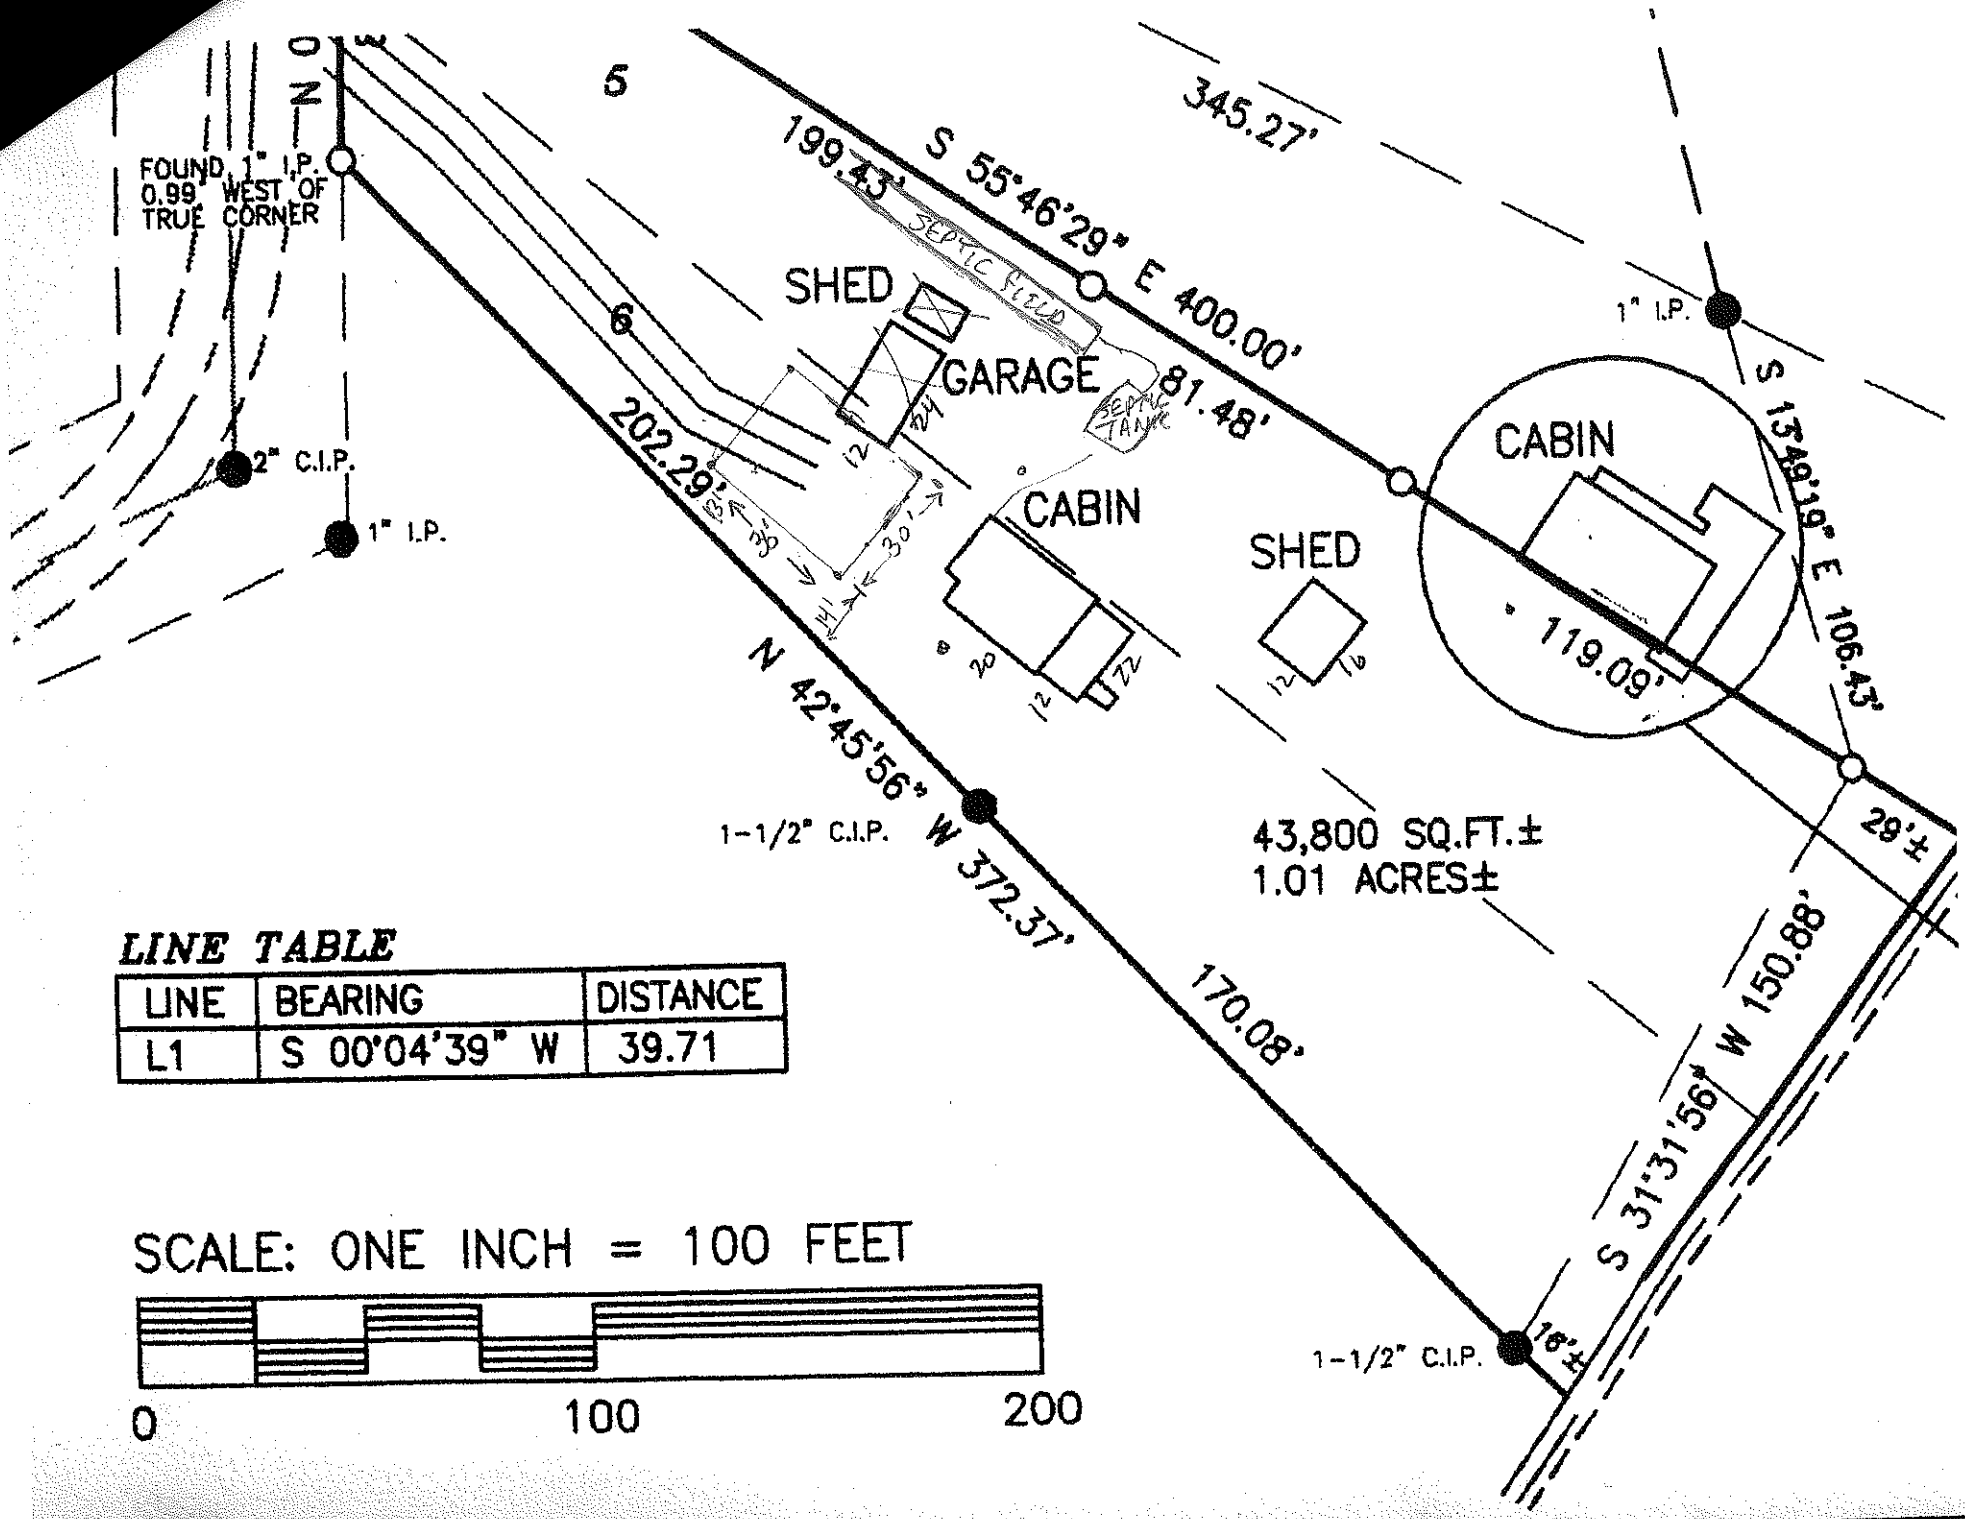 O
N
5
345.27'
FOUND 1" I.P.
0.99' WEST OF
TRUE CORNER
199.43'
S 55°46'29" E 400.00'
SEPTIC FIELD
SHED
6
1" I.P.
GARAGE
24
12
81.48'
SEPTIC
TANK
S 13°49'19" E 106.43'
CABIN
202.29'
2" C.I.P.
1" I.P.
13'
36'
30'
14'
CABIN
SHED
20
12
22
12
16
119.09'
N 42°45'56" W 372.37'
1-1/2" C.I.P.
43,800 SQ.FT.±
1.01 ACRES±
29'±
170.08'
S 31°31'56" W 150.88'
LINE TABLE
LINE BEARING DISTANCE
L1 S 00°04'39" W 39.71
SCALE: ONE INCH = 100 FEET
0 100 200
1-1/2" C.I.P.
16'±